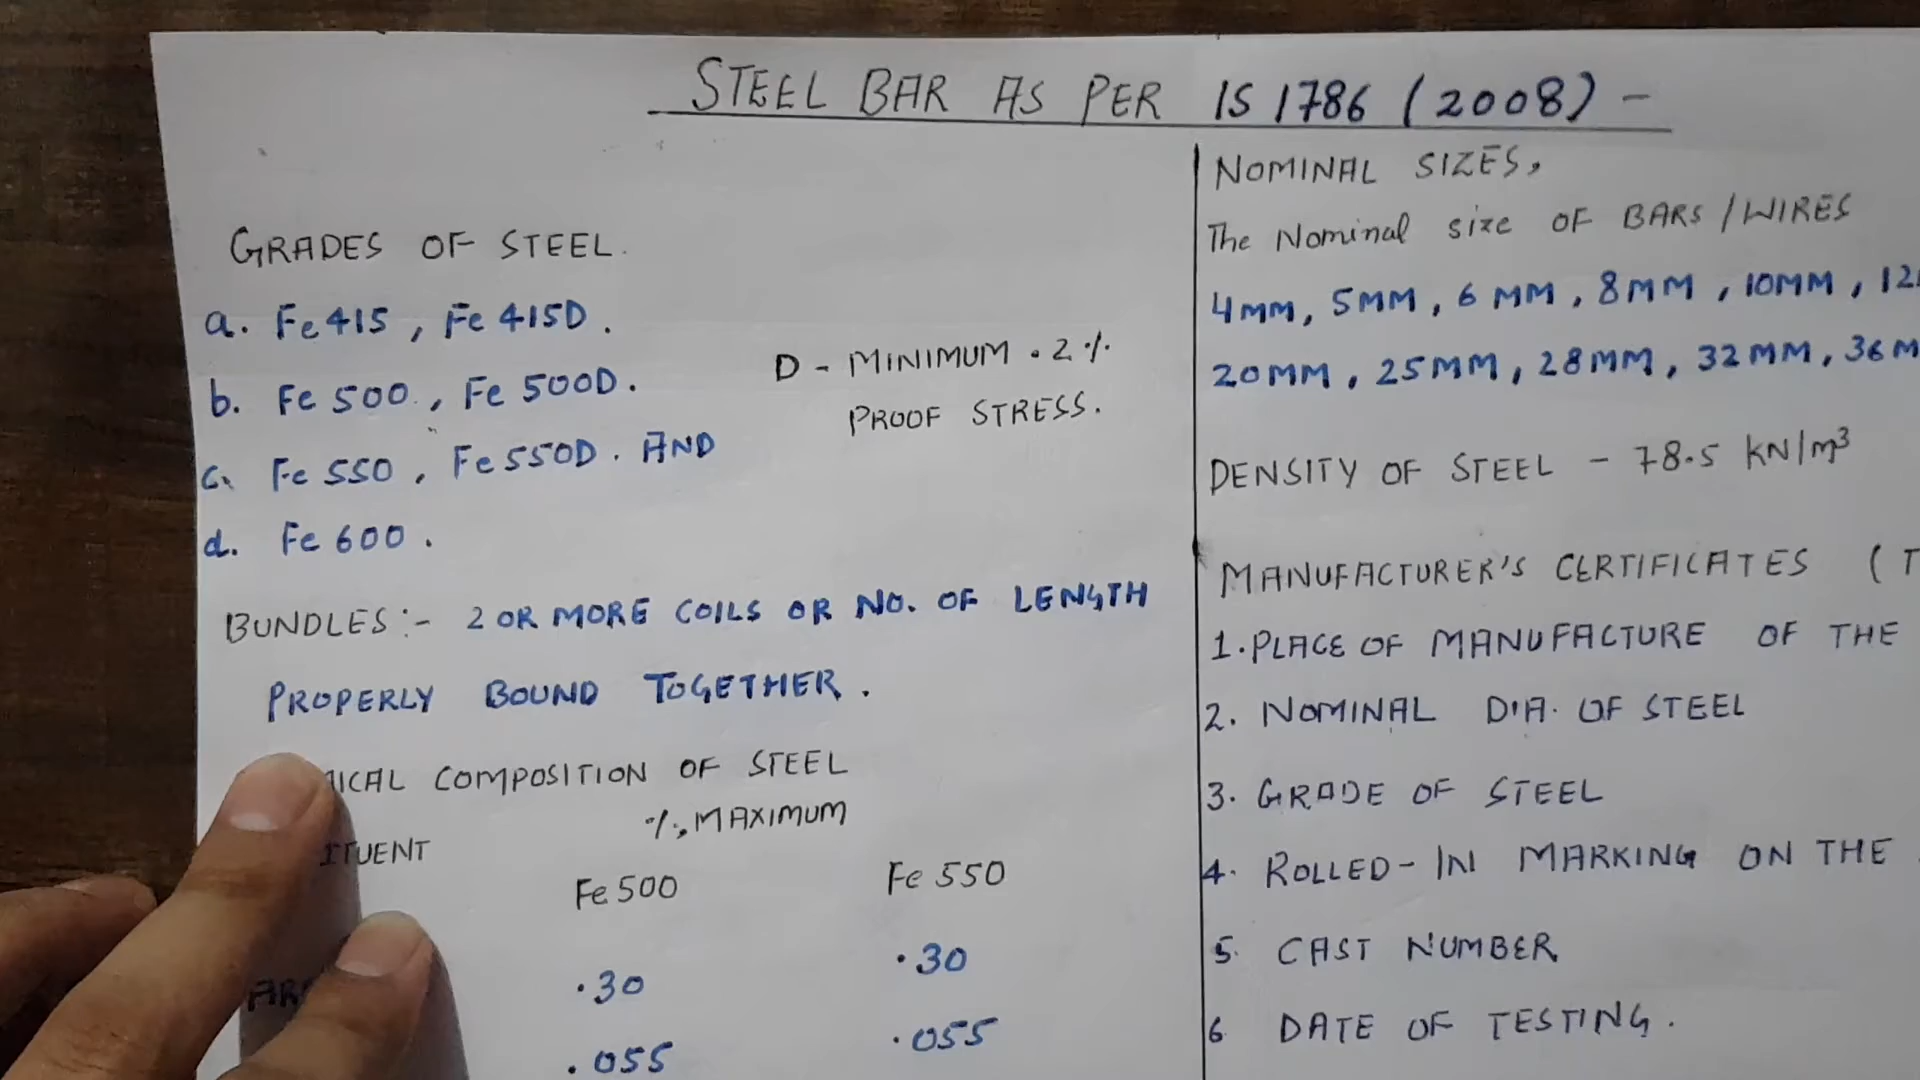 STEEL BAR AS PER IS 1786 (2008) -
GRADES OF STEEL.
a. Fe 415 , Fe 415D .
b. Fe 500 , Fe 500D .
c. Fe 550 , Fe 550D . AND
d. Fe 600 .
D - MINIMUM .2%
PROOF STRESS.
BUNDLES :- 2 OR MORE COILS OR NO. OF LENGTH
PROPERLY BOUND TOGETHER .
COMPOSITION OF STEEL
%, MAXIMUM
Fe 500 Fe 550
.30 .30
.055 .055
NOMINAL SIZES,
The Nominal size OF BARS / WIRES
4MM, 5MM, 6MM, 8MM, 10MM,
20MM, 25MM, 28MM, 32MM,
DENSITY OF STEEL - 78.5 KN/m³
MANUFACTURER'S CERTIFICATES
1. PLACE OF MANUFACTURE OF THE
2. NOMINAL DIA. OF STEEL
3. GRADE OF STEEL
4. ROLLED-IN MARKING ON THE
5. CAST NUMBER
6 DATE OF TESTING.